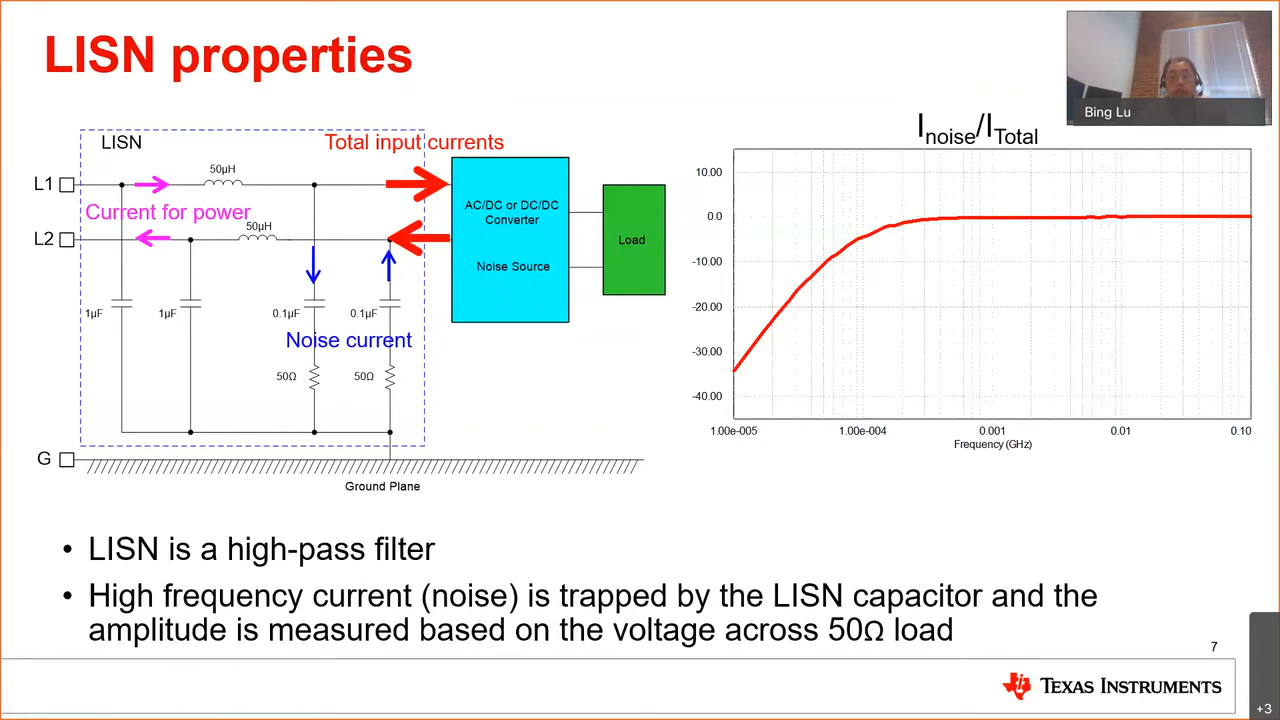 LISN properties
Bing Lu
LISN
Total input currents
50µH
L1
Current for power
50µH
L2
AC/DC or DC/DC
Converter
Noise Source
Load
1µF
1µF
0.1µF
0.1µF
Noise current
50Ω
50Ω
G
Ground Plane
Inoise/ITotal
10.00
0.0
-10.00
-20.00
-30.00
-40.00
1.00e-005
1.00e-004
0.001
0.01
0.10
Frequency (GHz)
• LISN is a high-pass filter
• High frequency current (noise) is trapped by the LISN capacitor and the
amplitude is measured based on the voltage across 50Ω load
7
TEXAS INSTRUMENTS
+3